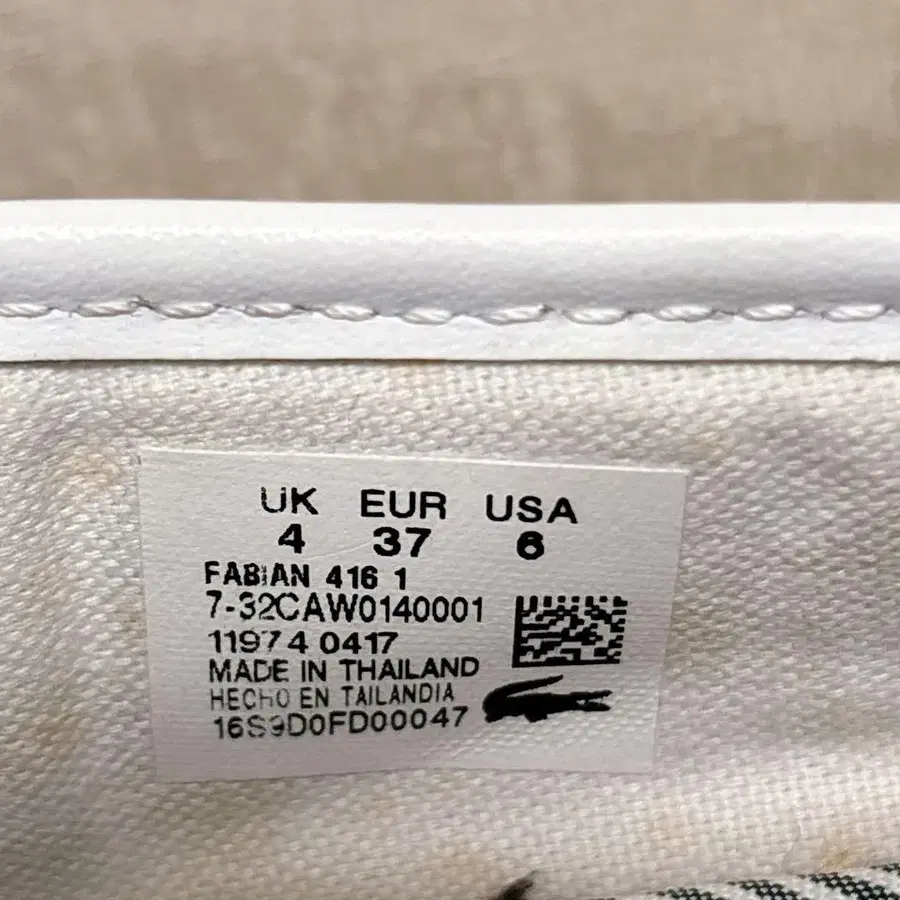 UK EUR USA
4 37 6
FABIAN 416 1
7-32CAW0140001
11974 0417
MADE IN THAILAND
HECHO EN TAILANDIA
16S9D0FD00047